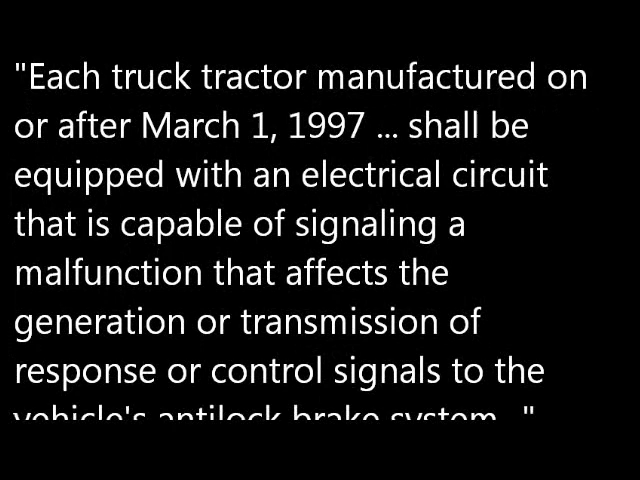 "Each truck tractor manufactured on
or after March 1, 1997 ... shall be
equipped with an electrical circuit
that is capable of signaling a
malfunction that affects the
generation or transmission of
response or control signals to the
vehicle's antilock brake system..."